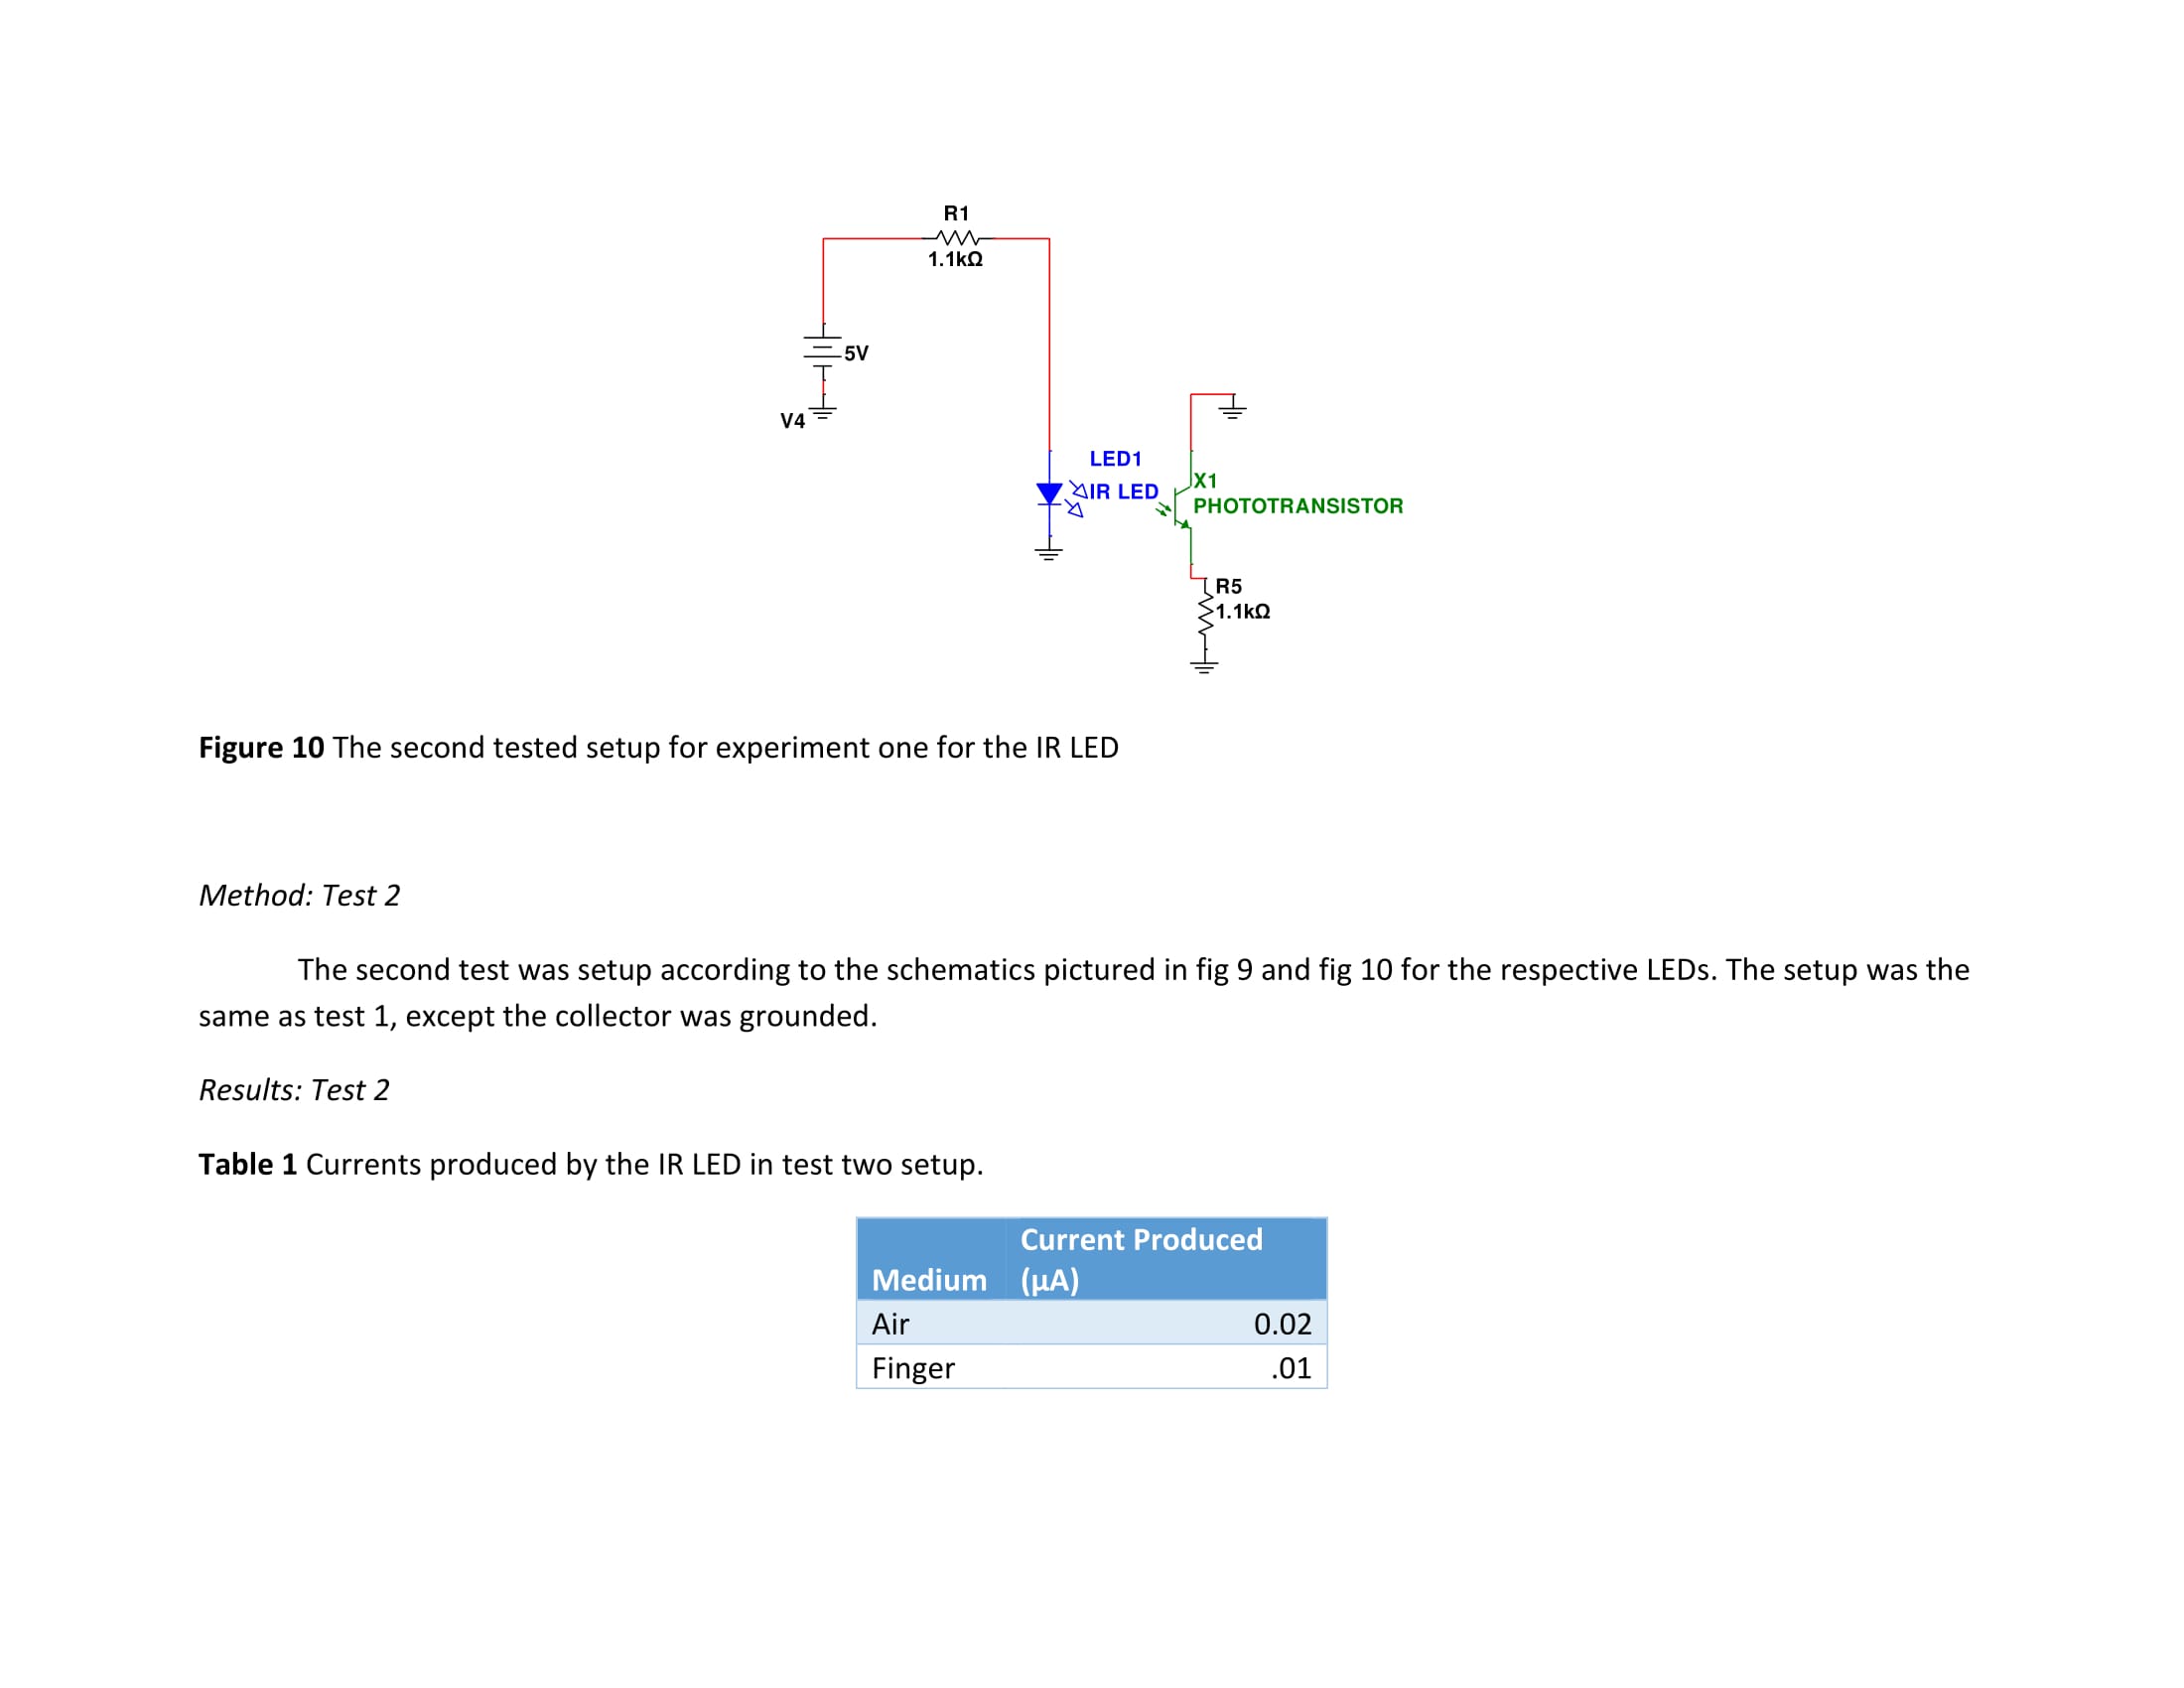 R1
1.1kΩ
5V
V4
LED1
IR LED
X1
PHOTOTRANSISTOR
R5
1.1kΩ
Figure 10 The second tested setup for experiment one for the IR LED
Method: Test 2
The second test was setup according to the schematics pictured in fig 9 and fig 10 for the respective LEDs. The setup was the
same as test 1, except the collector was grounded.
Results: Test 2
Table 1 Currents produced by the IR LED in test two setup.
Medium Current Produced (µA)
Air 0.02
Finger .01